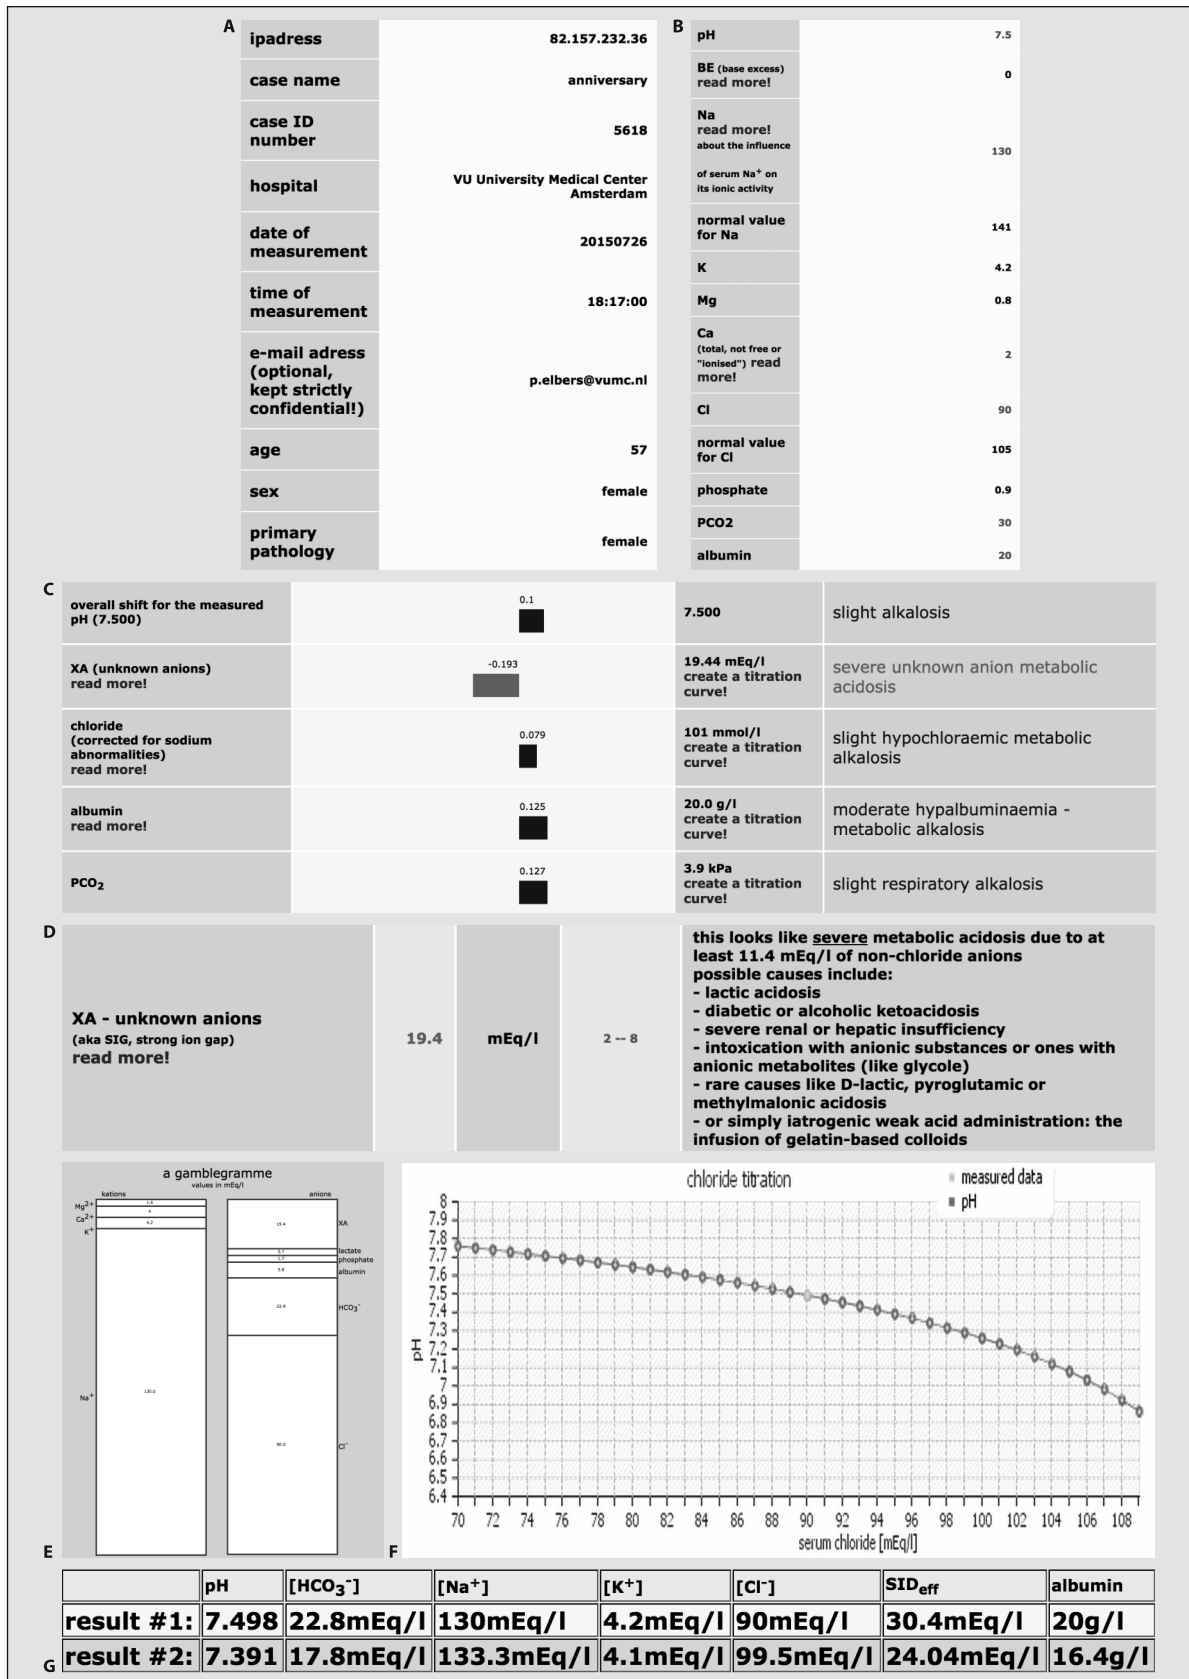 A
ipadress
82.157.232.36
case name
anniversary
case ID
number
5618
hospital
VU University Medical Center
Amsterdam
date of
measurement
20150726
time of
measurement
18:17:00
e-mail adress
(optional,
kept strictly
confidential!)
p.elbers@vumc.nl
age
57
sex
female
primary
pathology
female
B
pH
7.5
BE (base excess)
read more!
0
Na
read more!
about the influence
of serum Na+ on
its ionic activity
130
normal value
for Na
141
K
4.2
Mg
0.8
Ca
(total, not free or
"ionised") read
more!
2
Cl
90
normal value
for Cl
105
phosphate
0.9
PCO2
30
albumin
20
C
overall shift for the measured
pH (7.500)
0.1
7.500
slight alkalosis
XA (unknown anions)
read more!
-0.193
19.44 mEq/l
create a titration
curve!
severe unknown anion metabolic
acidosis
chloride
(corrected for sodium
abnormalities)
read more!
0.079
101 mmol/l
create a titration
curve!
slight hypochloraemic metabolic
alkalosis
albumin
read more!
0.125
20.0 g/l
create a titration
curve!
moderate hypalbuminaemia -
metabolic alkalosis
PCO2
0.127
3.9 kPa
create a titration
curve!
slight respiratory alkalosis
D
XA - unknown anions
(aka SIG, strong ion gap)
read more!
19.4
mEq/l
2 -- 8
this looks like severe metabolic acidosis due to at
least 11.4 mEq/l of non-chloride anions
possible causes include:
- lactic acidosis
- diabetic or alcoholic ketoacidosis
- severe renal or hepatic insufficiency
- intoxication with anionic substances or ones with
anionic metabolites (like glycole)
- rare causes like D-lactic, pyroglutamic or
methylmalonic acidosis
- or simply iatrogenic weak acid administration: the
infusion of gelatin-based colloids
E
a gamblegramme
values in mEq/l
kations
anions
Mg2+
1.6
Ca2+
4
K+
4.2
Na+
130.0
19.4
XA
0.7
lactate
1.7
phosphate
3.8
albumin
22.9
HCO3-
90.0
Cl-
F
chloride titration
measured data
pH
pH
8
7.9
7.8
7.7
7.6
7.5
7.4
7.3
7.2
7.1
7
6.9
6.8
6.7
6.6
6.5
6.4
70 72 74 76 78 80 82 84 86 88 90 92 94 96 98 100 102 104 106 108
serum chloride [mEq/l]
G
pH [HCO3-] [Na+] [K+] [Cl-] SIDeff albumin
result #1: 7.498 22.8mEq/l 130mEq/l 4.2mEq/l 90mEq/l 30.4mEq/l 20g/l
result #2: 7.391 17.8mEq/l 133.3mEq/l 4.1mEq/l 99.5mEq/l 24.04mEq/l 16.4g/l